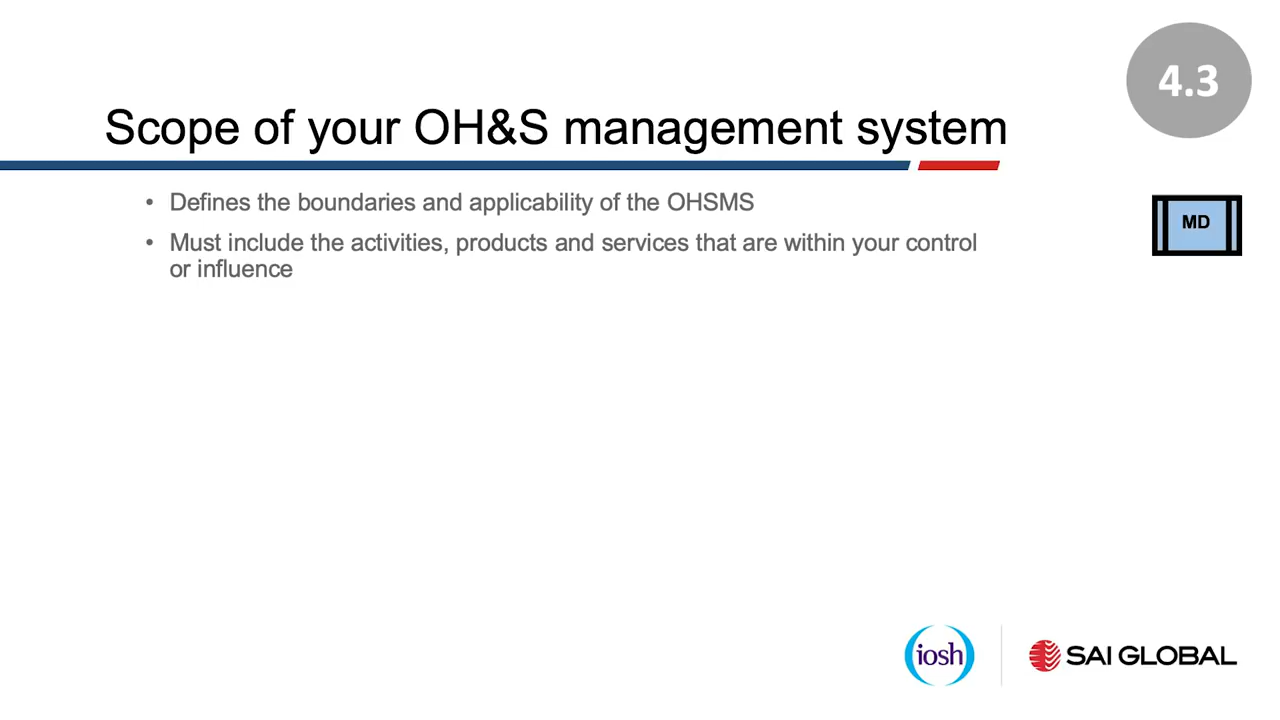 4.3
Scope of your OH&S management system
• Defines the boundaries and applicability of the OHSMS
• Must include the activities, products and services that are within your control
or influence
MD
iosh
SAI GLOBAL